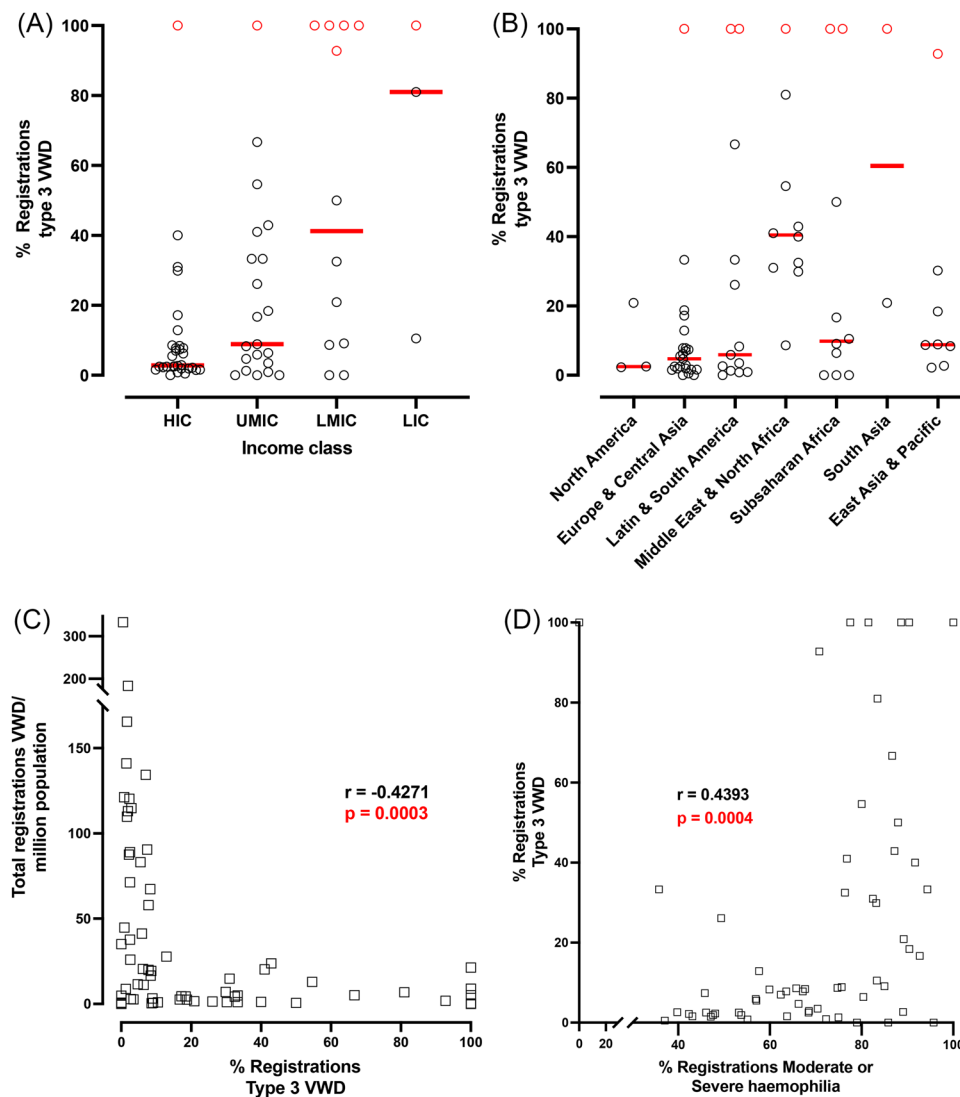 (A)
% Registrations
type 3 VWD
100
80
60
40
20
0
HIC UMIC LMIC LIC
Income class
(B)
% Registrations
type 3 VWD
100
80
60
40
20
0
North America
Europe & Central Asia
Latin & South America
Middle East & North Africa
Subsaharan Africa
South Asia
East Asia & Pacific
(C)
Total registrations VWD/
million population
300
200
150
100
50
0
r = -0.4271
p = 0.0003
0 20 40 60 80 100
% Registrations
Type 3 VWD
(D)
% Registrations
Type 3 VWD
100
80
60
40
20
0
r = 0.4393
p = 0.0004
0 20 40 60 80 100
% Registrations Moderate or
Severe haemophilia